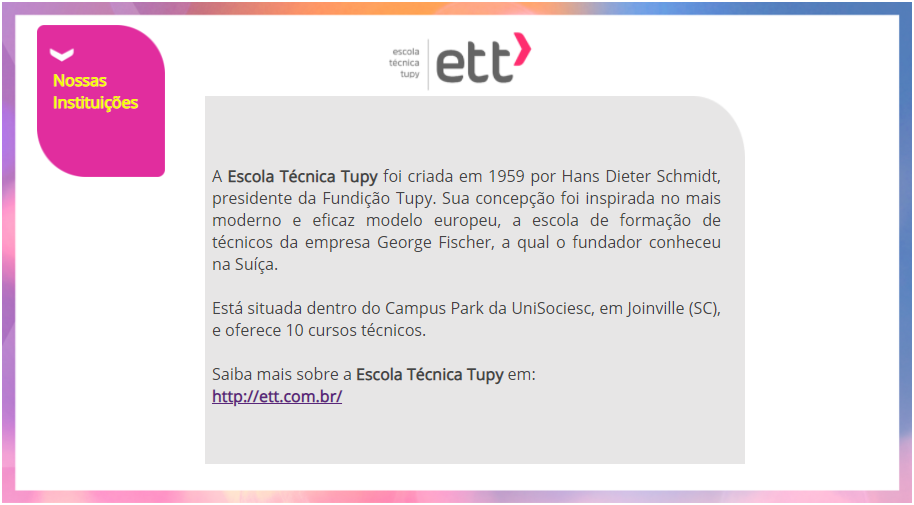 Nossas
Instituições
escola
técnica
tupy
ett
A Escola Técnica Tupy foi criada em 1959 por Hans Dieter Schmidt,
presidente da Fundição Tupy. Sua concepção foi inspirada no mais
moderno e eficaz modelo europeu, a escola de formação de
técnicos da empresa George Fischer, a qual o fundador conheceu
na Suíça.
Está situada dentro do Campus Park da UniSociesc, em Joinville (SC),
e oferece 10 cursos técnicos.
Saiba mais sobre a Escola Técnica Tupy em:
http://ett.com.br/